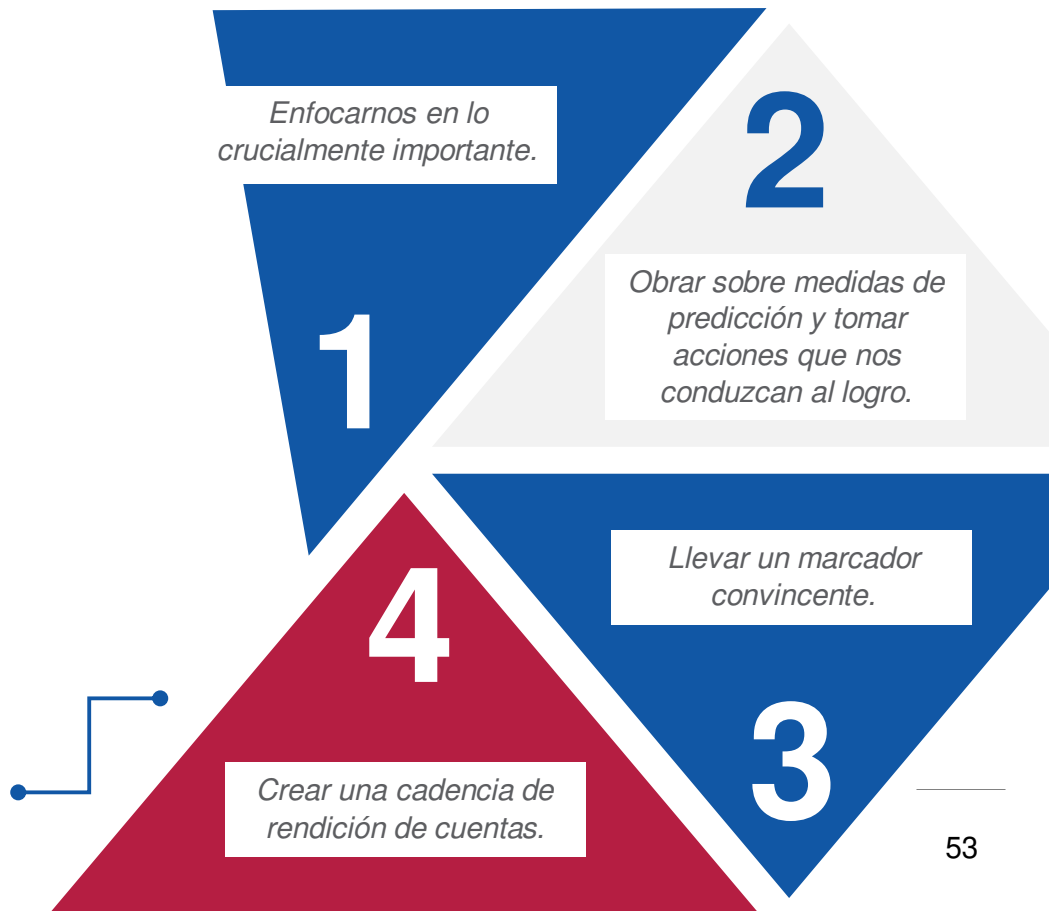 Enfocarnos en lo
crucialmente importante.
1
2
Obrar sobre medidas de
predicción y tomar
acciones que nos
conduzcan al logro.
Llevar un marcador
convincente.
3
4
Crear una cadencia de
rendición de cuentas.
53